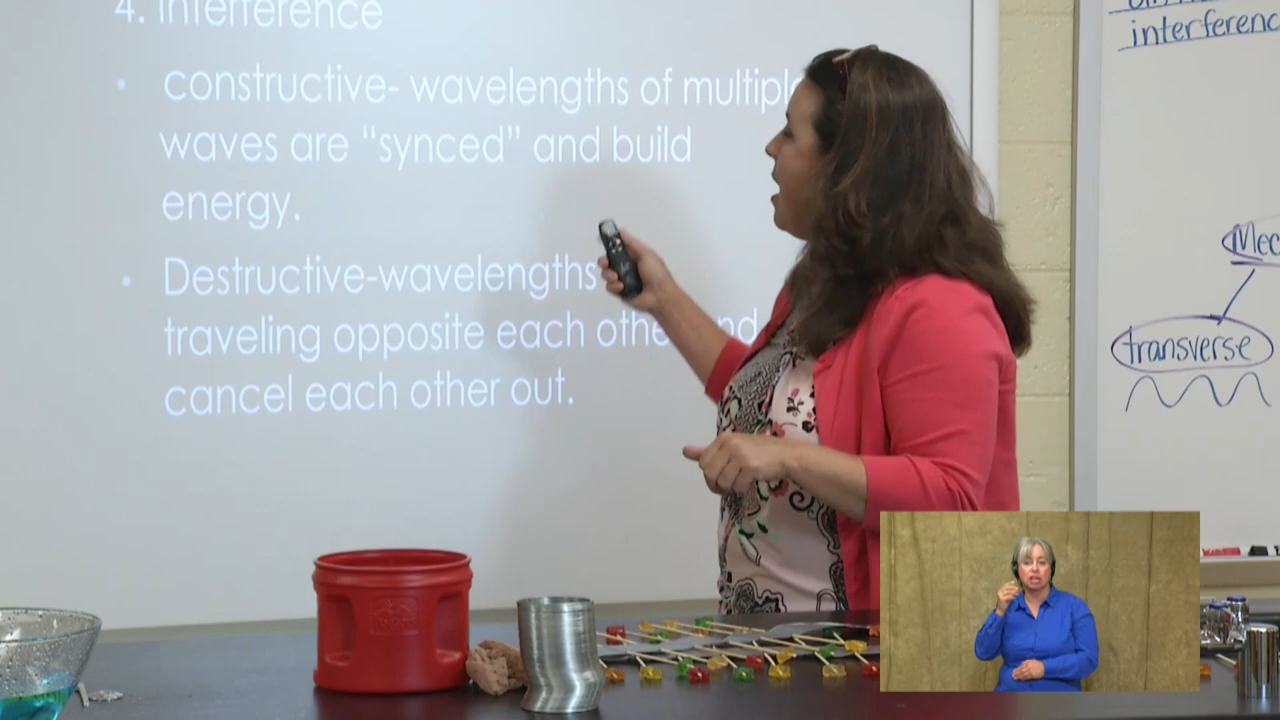 4. Interference
• constructive- wavelengths of multiple
waves are “synced” and build
energy.
• Destructive-wavelengths
traveling opposite each other and
cancel each other out.
interference
Mec
transverse